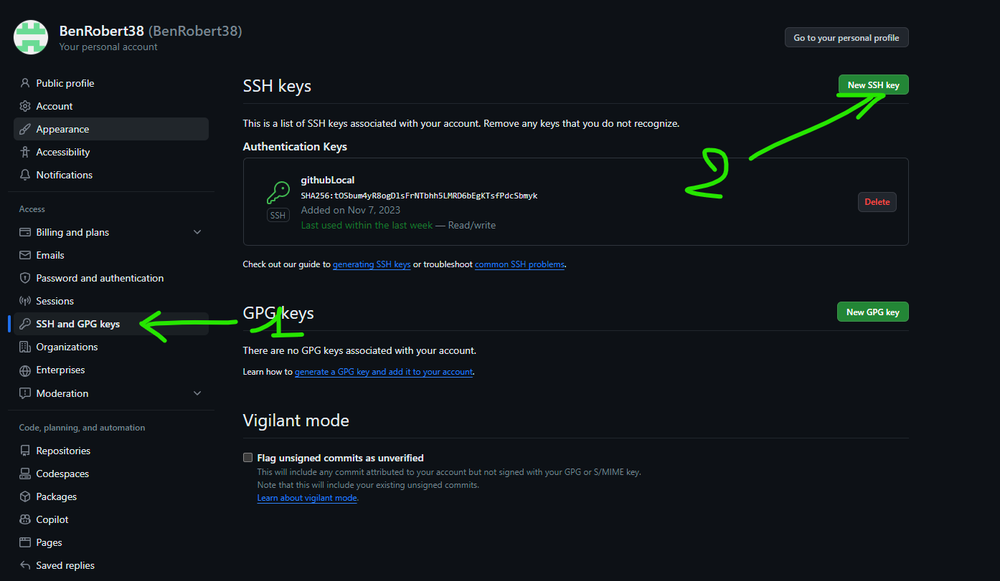 BenRobert38 (BenRobert38)
Your personal account
Go to your personal profile
Public profile
Account
Appearance
Accessibility
Notifications
Access
Billing and plans
Emails
Password and authentication
Sessions
SSH and GPG keys
Organizations
Enterprises
Moderation
Code, planning, and automation
Repositories
Codespaces
Packages
Copilot
Pages
Saved replies
SSH keys
New SSH key
This is a list of SSH keys associated with your account. Remove any keys that you do not recognize.
Authentication Keys
githubLocal
SHA256:tOSbum4yR8ogDlsFrNTbhh5LMRD6bEgKTsfPdcSbmyk
Added on Nov 7, 2023
Last used within the last week — Read/write
SSH
Delete
2
Check out our guide to generating SSH keys or troubleshoot common SSH problems.
GPG keys
1
New GPG key
There are no GPG keys associated with your account.
Learn how to generate a GPG key and add it to your account.
Vigilant mode
Flag unsigned commits as unverified
This will include any commit attributed to your account but not signed with your GPG or S/MIME key.
Note that this will include your existing unsigned commits.
Learn about vigilant mode.